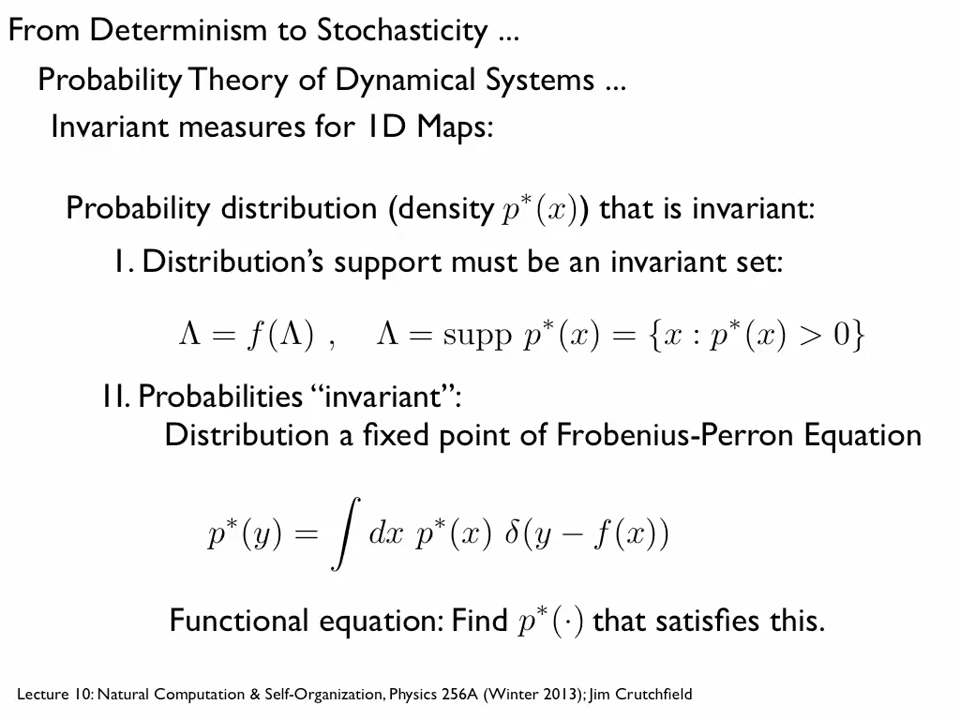 From Determinism to Stochasticity ...
Probability Theory of Dynamical Systems ...
Invariant measures for 1D Maps:
Probability distribution (density p*(x)) that is invariant:
I. Distribution's support must be an invariant set:
Λ = f(Λ) , Λ = supp p*(x) = {x : p*(x) > 0}
II. Probabilities “invariant”:
Distribution a fixed point of Frobenius-Perron Equation
p*(y) = ∫ dx p*(x) δ(y − f(x))
Functional equation: Find p*(·) that satisfies this.
Lecture 10: Natural Computation & Self-Organization, Physics 256A (Winter 2013); Jim Crutchfield